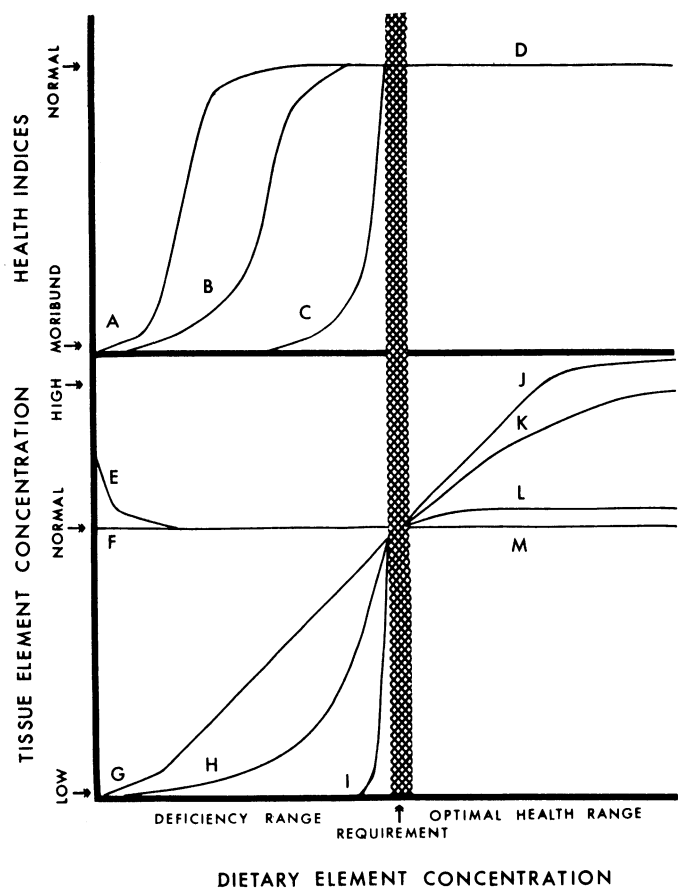 HEALTH INDICES
NORMAL
MORIBUND
A
B
C
D
TISSUE ELEMENT CONCENTRATION
HIGH
NORMAL
LOW
E
F
G
H
I
J
K
L
M
DEFICIENCY RANGE
REQUIREMENT
OPTIMAL HEALTH RANGE
DIETARY ELEMENT CONCENTRATION